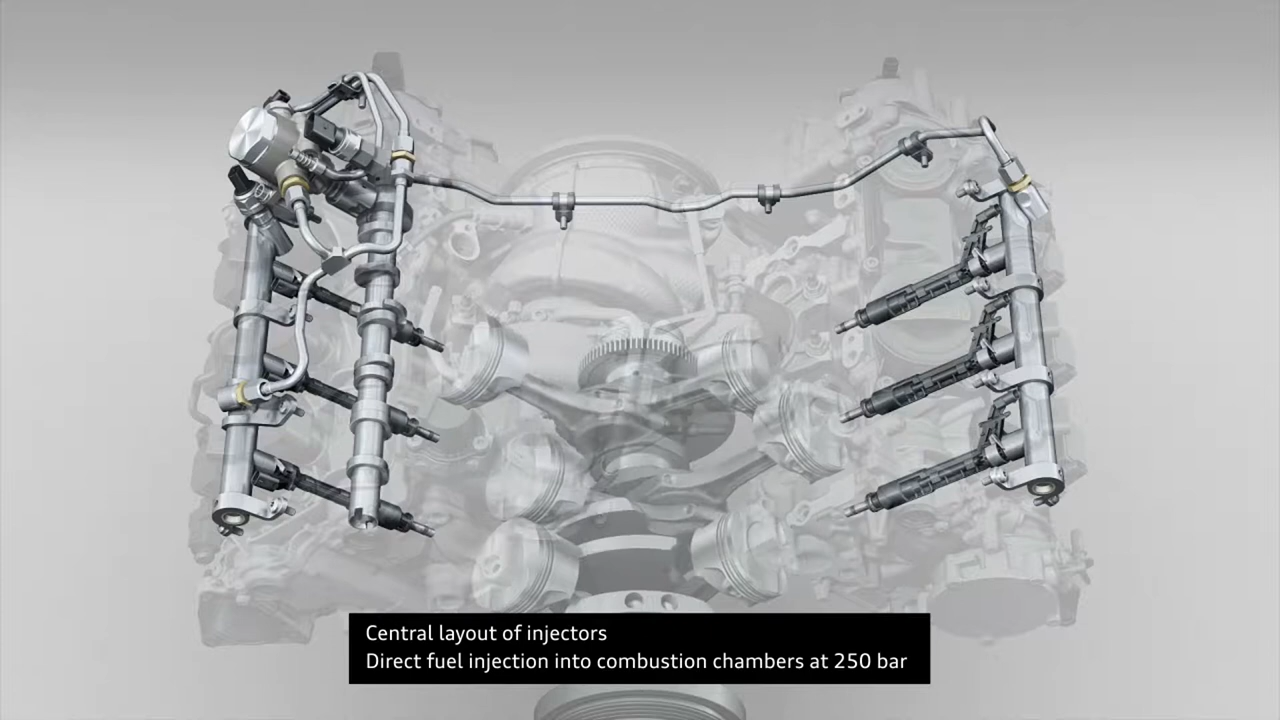 Central layout of injectors
Direct fuel injection into combustion chambers at 250 bar